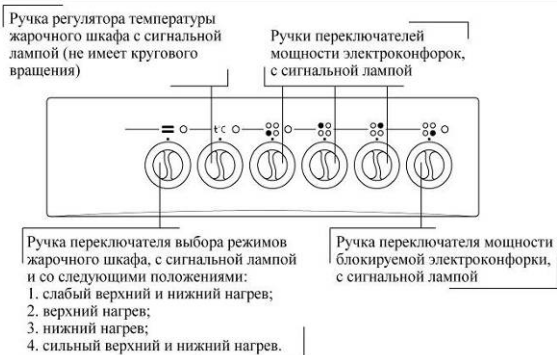 Ручка регулятора температуры
жарочного шкафа с сигнальной
лампой (не имеет кругового
вращения)
Ручки переключателей
мощности электроконфорок,
с сигнальной лампой
t°C
Ручка переключателя выбора режимов
жарочного шкафа, с сигнальной лампой
и со следующими положениями:
1. слабый верхний и нижний нагрев;
2. верхний нагрев;
3. нижний нагрев;
4. сильный верхний и нижний нагрев.
Ручка переключателя мощности
блокируемой электроконфорки,
с сигнальной лампой